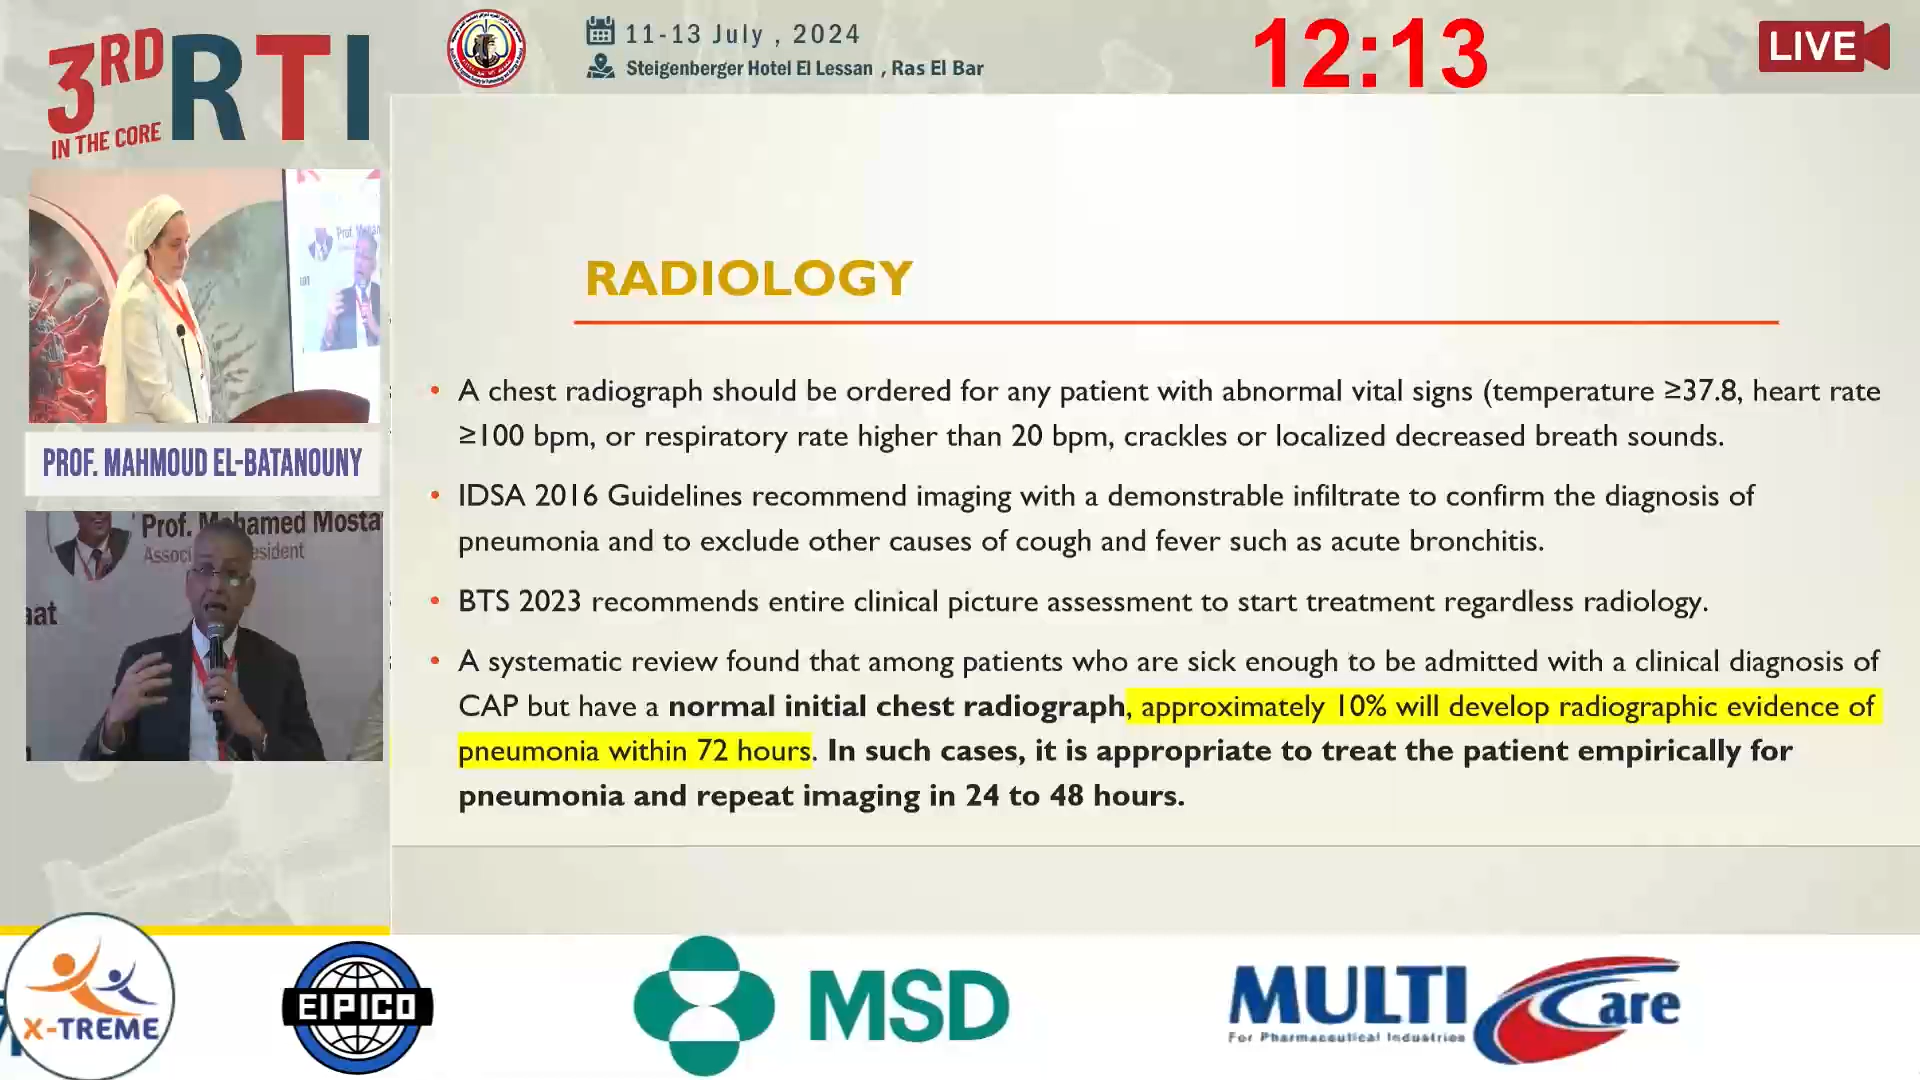 3RD RTI
IN THE CORE
11-13 July , 2024
Steigenberger Hotel El Lessan , Ras El Bar
12:13
LIVE
PROF. MAHMOUD EL-BATANOUNY
Prof. Mohamed Mosta
aat
RADIOLOGY
• A chest radiograph should be ordered for any patient with abnormal vital signs (temperature ≥37.8, heart rate
≥100 bpm, or respiratory rate higher than 20 bpm, crackles or localized decreased breath sounds.
• IDSA 2016 Guidelines recommend imaging with a demonstrable infiltrate to confirm the diagnosis of
pneumonia and to exclude other causes of cough and fever such as acute bronchitis.
• BTS 2023 recommends entire clinical picture assessment to start treatment regardless radiology.
• A systematic review found that among patients who are sick enough to be admitted with a clinical diagnosis of
CAP but have a normal initial chest radiograph, approximately 10% will develop radiographic evidence of
pneumonia within 72 hours. In such cases, it is appropriate to treat the patient empirically for
pneumonia and repeat imaging in 24 to 48 hours.
X-TREME
EIPICO
MSD
MULTI Care
For Pharmaceutical Industries